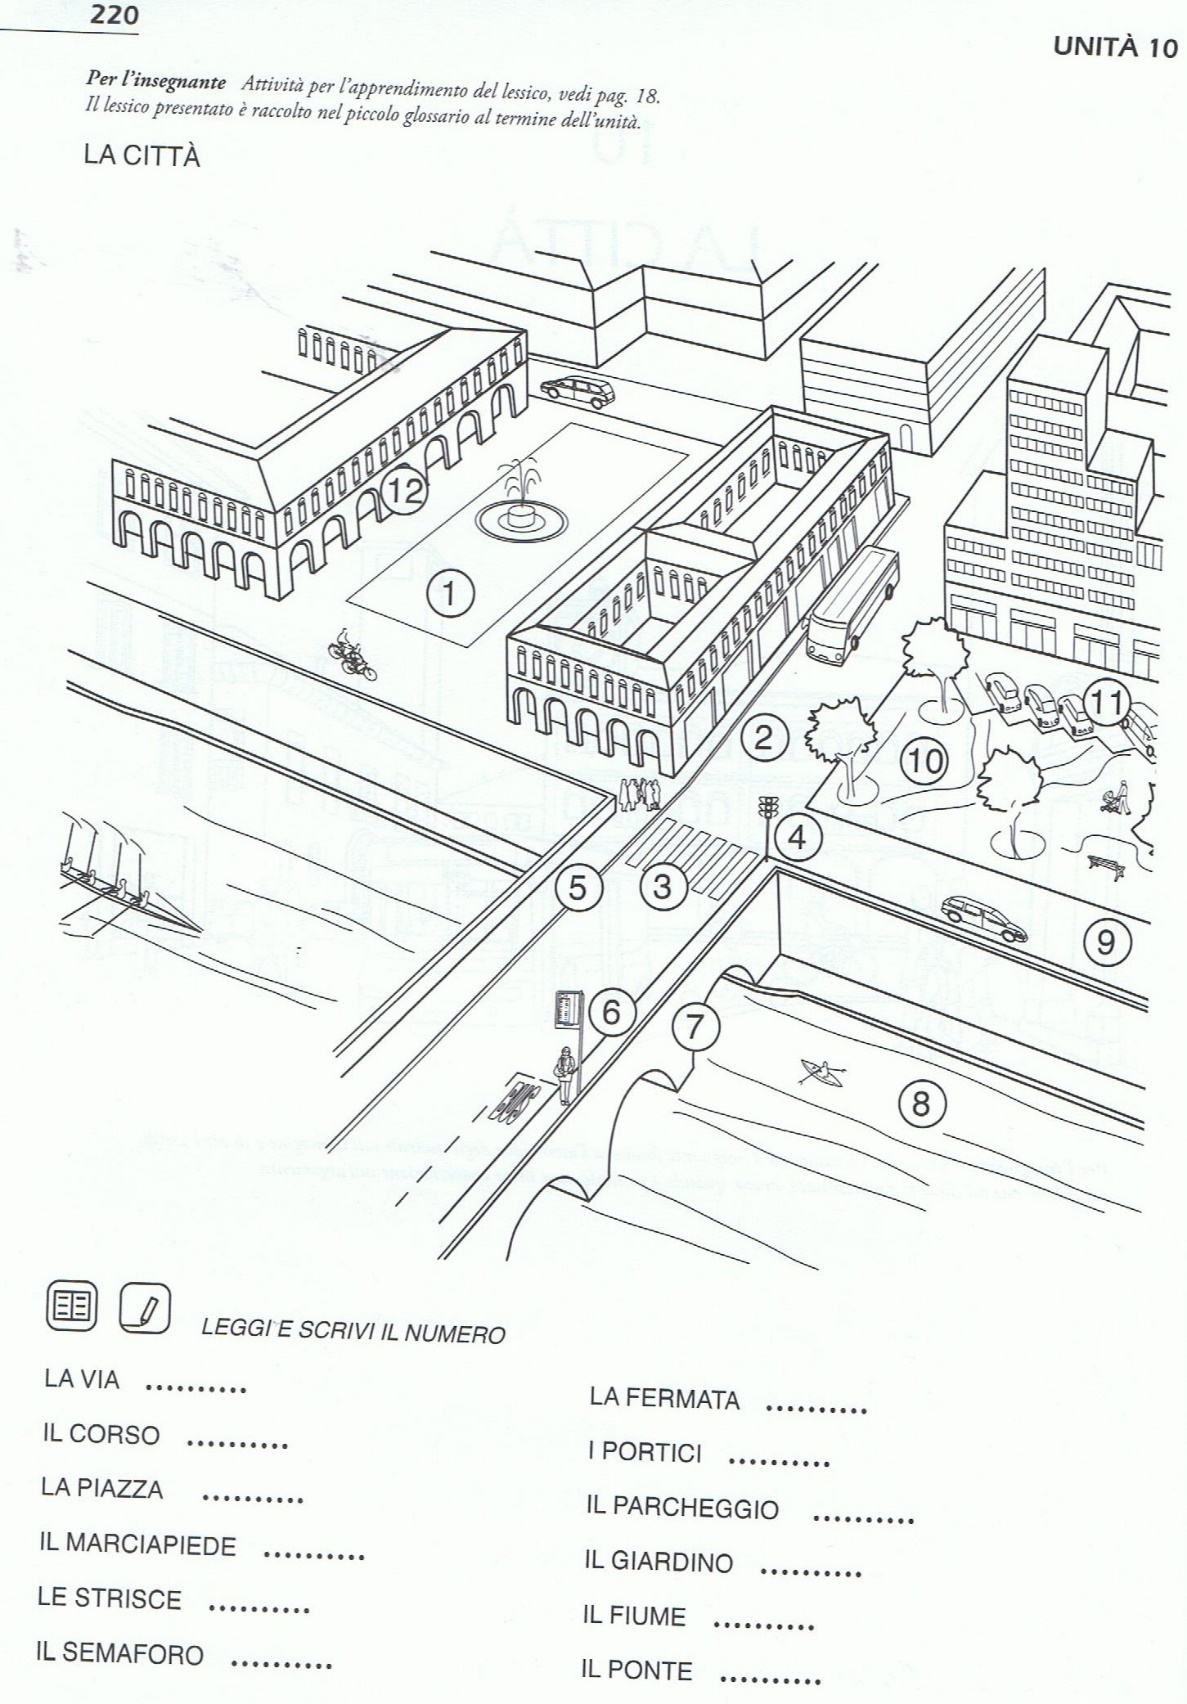 220
UNITÀ 10
Per l'insegnante Attività per l'apprendimento del lessico, vedi pag. 18.
Il lessico presentato è raccolto nel piccolo glossario al termine dell'unità.
LA CITTÀ
12
1
2
11
10
4
5
3
9
6
7
8
LEGGI E SCRIVI IL NUMERO
LA VIA ..........
IL CORSO ..........
LA PIAZZA ..........
IL MARCIAPIEDE ..........
LE STRISCE ..........
IL SEMAFORO ..........
LA FERMATA ..........
I PORTICI ..........
IL PARCHEGGIO ..........
IL GIARDINO ..........
IL FIUME ..........
IL PONTE ..........